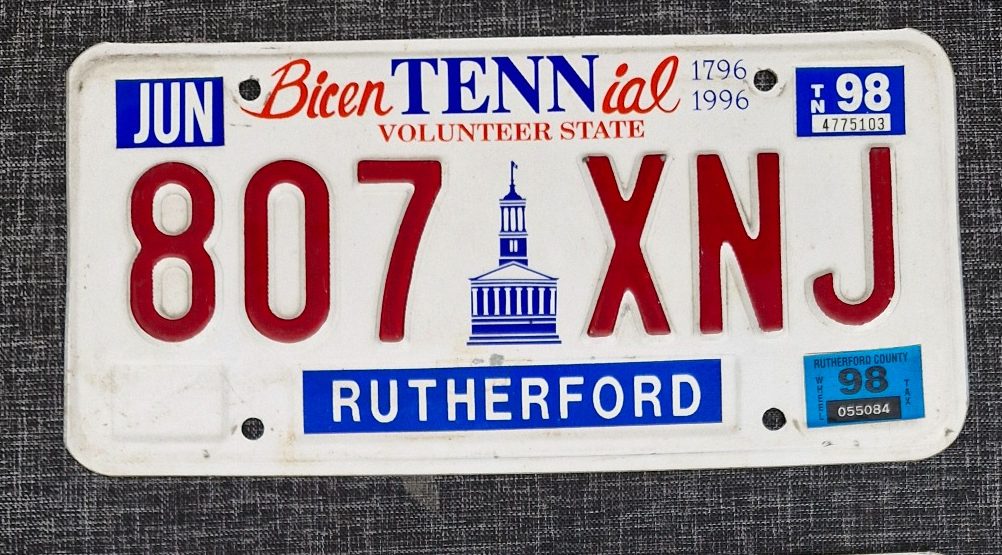 JUN
BicenTENNial
1796
1996
VOLUNTEER STATE
TN 98
4775103
807 XNJ
RUTHERFORD
RUTHERFORD COUNTY
WHEEL 98 TAX
055084